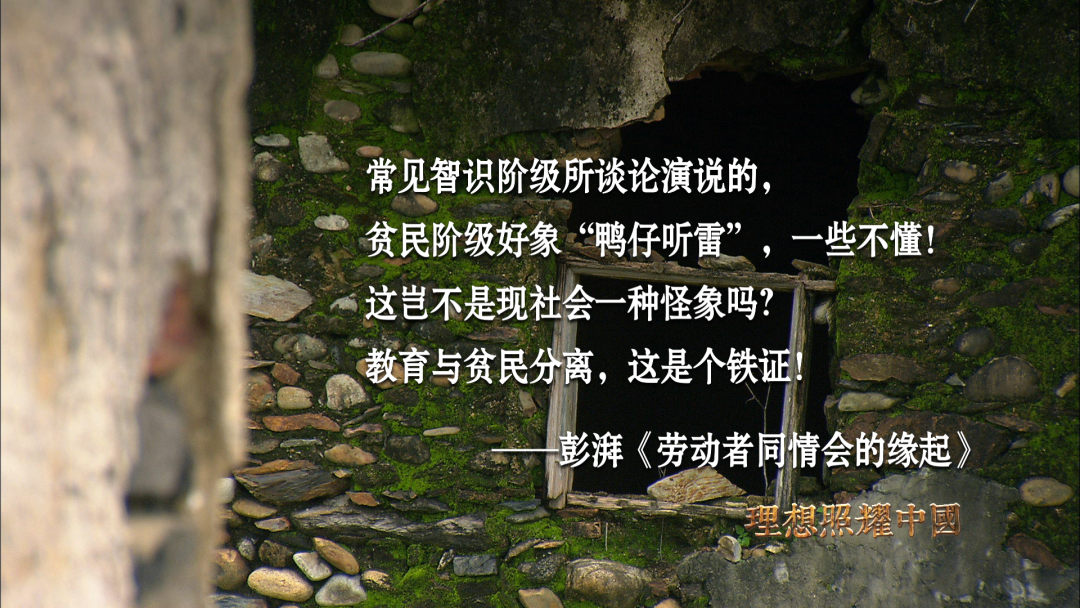 常见智识阶级所谈论演说的，
贫民阶级好象“鸭仔听雷”，一些不懂！
这岂不是现社会一种怪象吗？
教育与贫民分离，这是个铁证！
——彭湃《劳动者同情会的缘起》
理想照耀中國